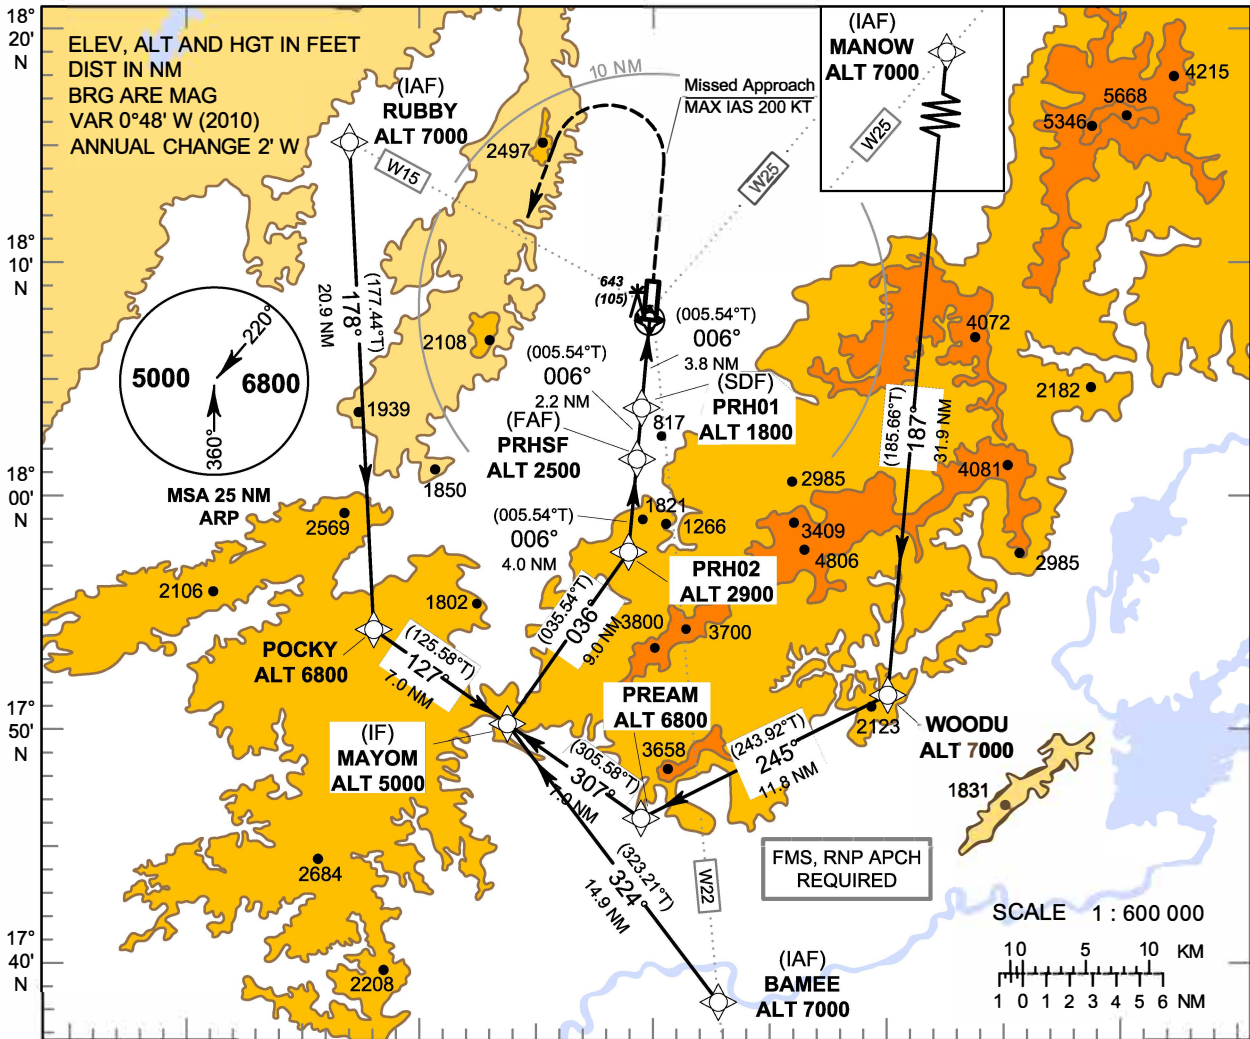 18°
20'
N
ELEV, ALT AND HGT IN FEET
DIST IN NM
BRG ARE MAG
VAR 0°48' W (2010)
ANNUAL CHANGE 2' W
(IAF)
RUBBY
ALT 7000
10 NM
Missed Approach
MAX IAS 200 KT
(IAF)
MANOW
ALT 7000
W25
W25
W15
2497
4215
5668
5346
18°
10'
N
643
(105)
(177.44°T)
178°
20.9 NM
220°
5000
6800
360°
MSA 25 NM
ARP
2108
1939
1850
(005.54°T)
006°
3.8 NM
(005.54°T)
006°
2.2 NM
(SDF)
PRH01
ALT 1800
(FAF)
PRHSF
ALT 2500
817
4072
2182
(185.66°T)
187°
31.9 NM
4081
18°
00'
N
2569
2106
1802
(005.54°T)
006°
4.0 NM
1821
1266
2985
3409
4806
2985
PRH02
ALT 2900
(035.54°T)
036°
9.0 NM
3800
3700
POCKY
ALT 6800
(125.58°T)
127°
7.0 NM
PREAM
ALT 6800
17°
50'
N
(IF)
MAYOM
ALT 5000
(305.58°T)
307°
7.0 NM
3658
(243.92°T)
245°
11.8 NM
2123
WOODU
ALT 7000
1831
2684
2208
(323.21°T)
324°
14.9 NM
W22
FMS, RNP APCH
REQUIRED
SCALE 1 : 600 000
1 0 5 10 KM
1 0 1 2 3 4 5 6 NM
17°
40'
N
(IAF)
BAMEE
ALT 7000